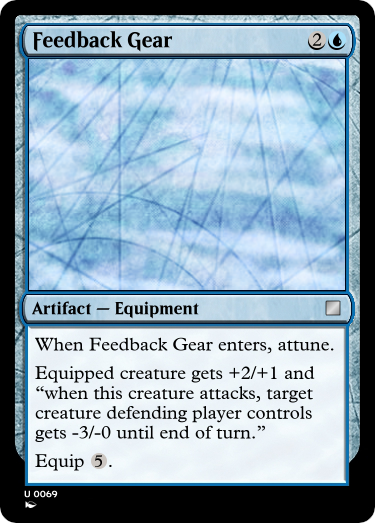 Feedback Gear 2
Artifact — Equipment
When Feedback Gear enters, attune.
Equipped creature gets +2/+1 and
“when this creature attacks, target
creature defending player controls
gets -3/-0 until end of turn.”
Equip 5.
U 0069